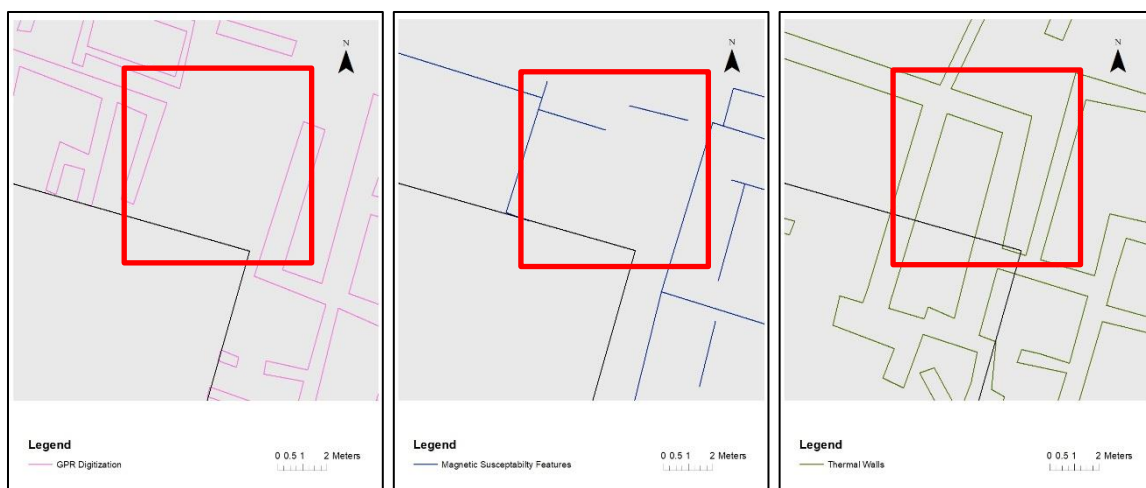 N
Legend
GPR Digitization
0 0.5 1 2 Meters
N
Legend
Magnetic Susceptabilty Features
0 0.5 1 2 Meters
N
Legend
Thermal Walls
0 0.5 1 2 Meters